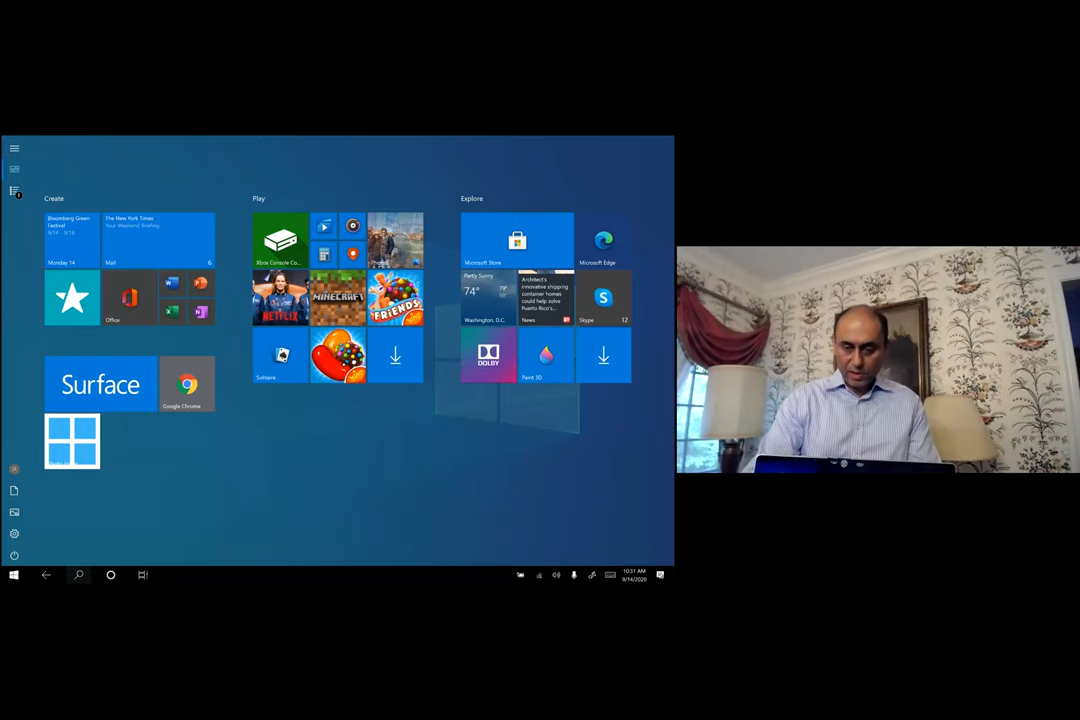 Create
Play
Explore
Bloomberg Green
Festival
9/14 - 9/18
Monday 14
The New York Times
Your Weekend Briefing
Mail
6
Office
Surface
Google Chrome
Xbox Console Co...
NETFLIX
MINECRAFT
FRIENDS
Solitaire
Microsoft Store
Microsoft Edge
Partly Sunny
74°
79°
Washington, D.C.
Architect's
innovative shipping
container homes
could help solve
Puerto Rico's...
News
Skype
12
DOLBY
Paint 3D
10:31 AM
9/14/2020